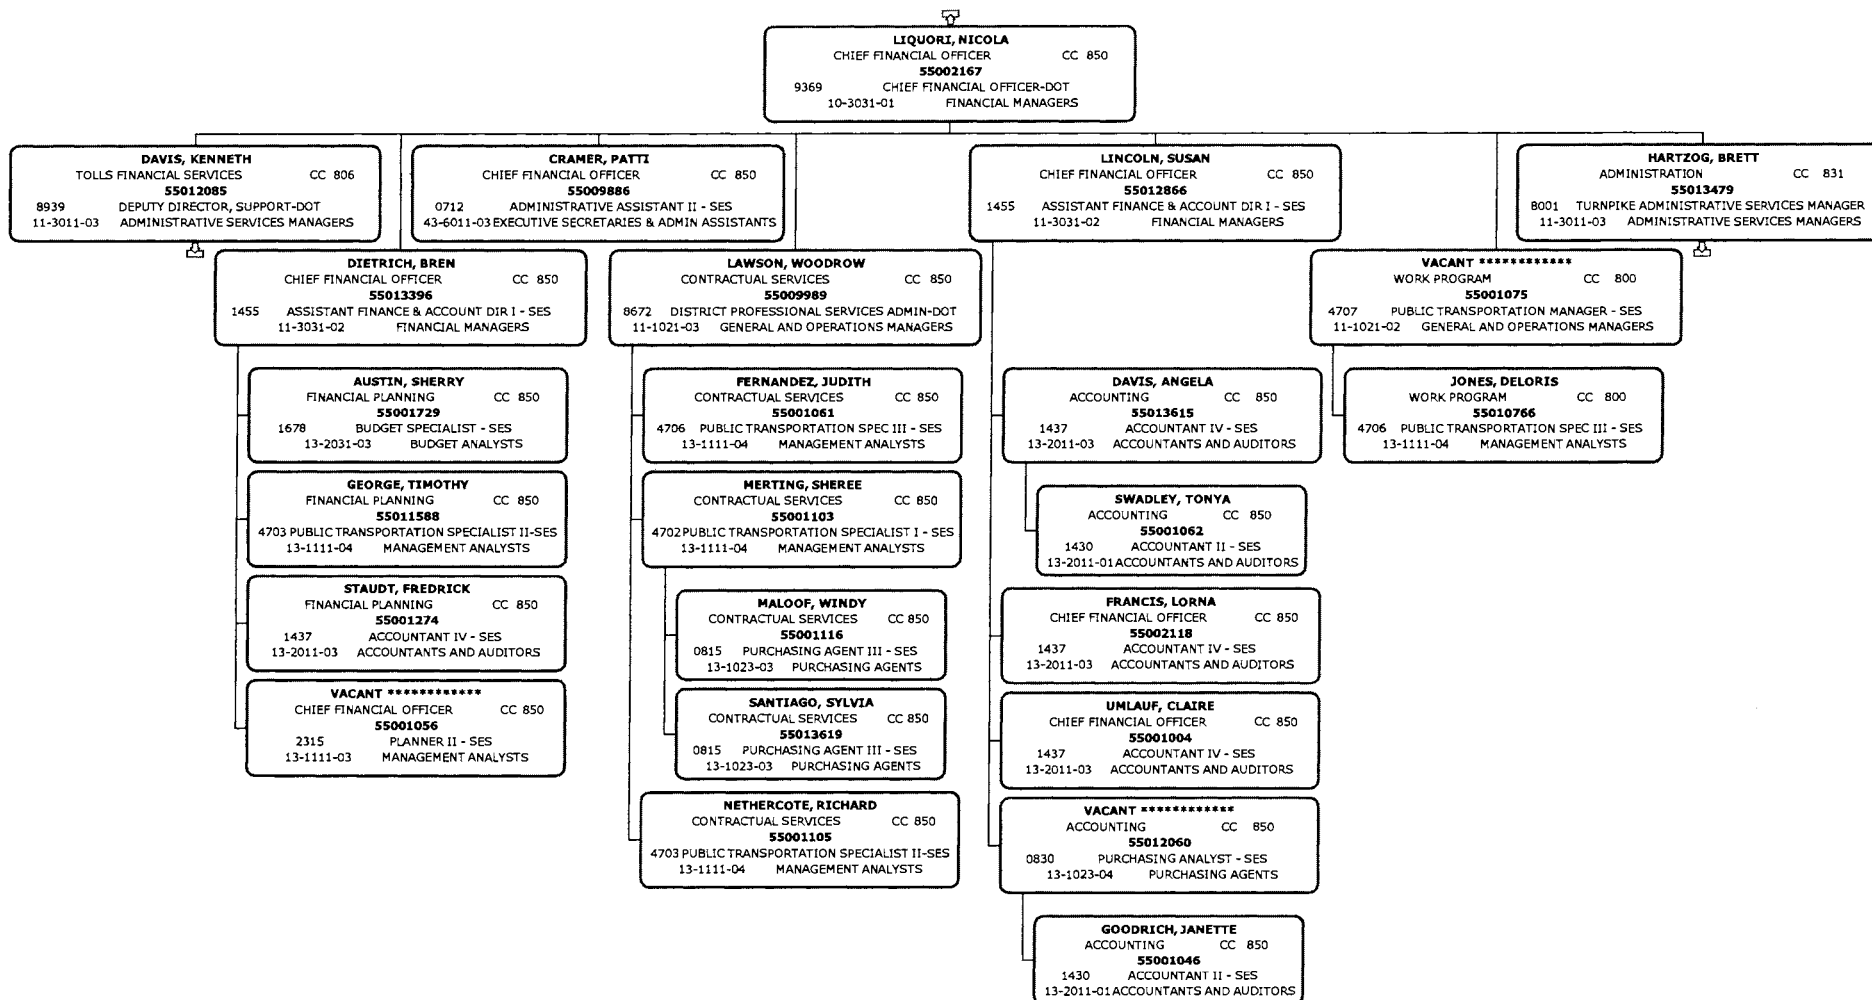 LIQUORI, NICOLA
CHIEF FINANCIAL OFFICER CC 850
55002167
9369 CHIEF FINANCIAL OFFICER-DOT
10-3031-01 FINANCIAL MANAGERS
DAVIS, KENNETH
TOLLS FINANCIAL SERVICES CC 806
55012085
8939 DEPUTY DIRECTOR, SUPPORT-DOT
11-3011-03 ADMINISTRATIVE SERVICES MANAGERS
CRAMER, PATTI
CHIEF FINANCIAL OFFICER CC 850
55009886
0712 ADMINISTRATIVE ASSISTANT II - SES
43-6011-03 EXECUTIVE SECRETARIES & ADMIN ASSISTANTS
LINCOLN, SUSAN
CHIEF FINANCIAL OFFICER CC 850
55012866
1455 ASSISTANT FINANCE & ACCOUNT DIR I - SES
11-3031-02 FINANCIAL MANAGERS
HARTZOG, BRETT
ADMINISTRATION CC 831
55013479
8001 TURNPIKE ADMINISTRATIVE SERVICES MANAGER
11-3011-03 ADMINISTRATIVE SERVICES MANAGERS
DIETRICH, BREN
CHIEF FINANCIAL OFFICER CC 850
55013396
1455 ASSISTANT FINANCE & ACCOUNT DIR I - SES
11-3031-02 FINANCIAL MANAGERS
LAWSON, WOODROW
CONTRACTUAL SERVICES CC 850
55009989
8672 DISTRICT PROFESSIONAL SERVICES ADMIN-DOT
11-1021-03 GENERAL AND OPERATIONS MANAGERS
VACANT ************
WORK PROGRAM CC 800
55001075
4707 PUBLIC TRANSPORTATION MANAGER - SES
11-1021-02 GENERAL AND OPERATIONS MANAGERS
AUSTIN, SHERRY
FINANCIAL PLANNING CC 850
55001729
1678 BUDGET SPECIALIST - SES
13-2031-03 BUDGET ANALYSTS
FERNANDEZ, JUDITH
CONTRACTUAL SERVICES CC 850
55001061
4706 PUBLIC TRANSPORTATION SPEC III - SES
13-1111-04 MANAGEMENT ANALYSTS
DAVIS, ANGELA
ACCOUNTING CC 850
55013615
1437 ACCOUNTANT IV - SES
13-2011-03 ACCOUNTANTS AND AUDITORS
JONES, DELORIS
WORK PROGRAM CC 800
55010766
4706 PUBLIC TRANSPORTATION SPEC III - SES
13-1111-04 MANAGEMENT ANALYSTS
GEORGE, TIMOTHY
FINANCIAL PLANNING CC 850
55011588
4703 PUBLIC TRANSPORTATION SPECIALIST II-SES
13-1111-04 MANAGEMENT ANALYSTS
MERTING, SHEREE
CONTRACTUAL SERVICES CC 850
55001103
4702 PUBLIC TRANSPORTATION SPECIALIST I - SES
13-1111-04 MANAGEMENT ANALYSTS
SWADLEY, TONYA
ACCOUNTING CC 850
55001062
1430 ACCOUNTANT II - SES
13-2011-01 ACCOUNTANTS AND AUDITORS
STAUDT, FREDRICK
FINANCIAL PLANNING CC 850
55001274
1437 ACCOUNTANT IV - SES
13-2011-03 ACCOUNTANTS AND AUDITORS
MALOOF, WINDY
CONTRACTUAL SERVICES CC 850
55001116
0815 PURCHASING AGENT III - SES
13-1023-03 PURCHASING AGENTS
FRANCIS, LORNA
CHIEF FINANCIAL OFFICER CC 850
55002118
1437 ACCOUNTANT IV - SES
13-2011-03 ACCOUNTANTS AND AUDITORS
VACANT ************
CHIEF FINANCIAL OFFICER CC 850
55001056
2315 PLANNER II - SES
13-1111-03 MANAGEMENT ANALYSTS
SANTIAGO, SYLVIA
CONTRACTUAL SERVICES CC 850
55013619
0815 PURCHASING AGENT III - SES
13-1023-03 PURCHASING AGENTS
UMLAUF, CLAIRE
CHIEF FINANCIAL OFFICER CC 850
55001004
1437 ACCOUNTANT IV - SES
13-2011-03 ACCOUNTANTS AND AUDITORS
NETHERCOTE, RICHARD
CONTRACTUAL SERVICES CC 850
55001105
4703 PUBLIC TRANSPORTATION SPECIALIST II-SES
13-1111-04 MANAGEMENT ANALYSTS
VACANT ************
ACCOUNTING CC 850
55012060
0830 PURCHASING ANALYST - SES
13-1023-04 PURCHASING AGENTS
GOODRICH, JANETTE
ACCOUNTING CC 850
55001046
1430 ACCOUNTANT II - SES
13-2011-01 ACCOUNTANTS AND AUDITORS